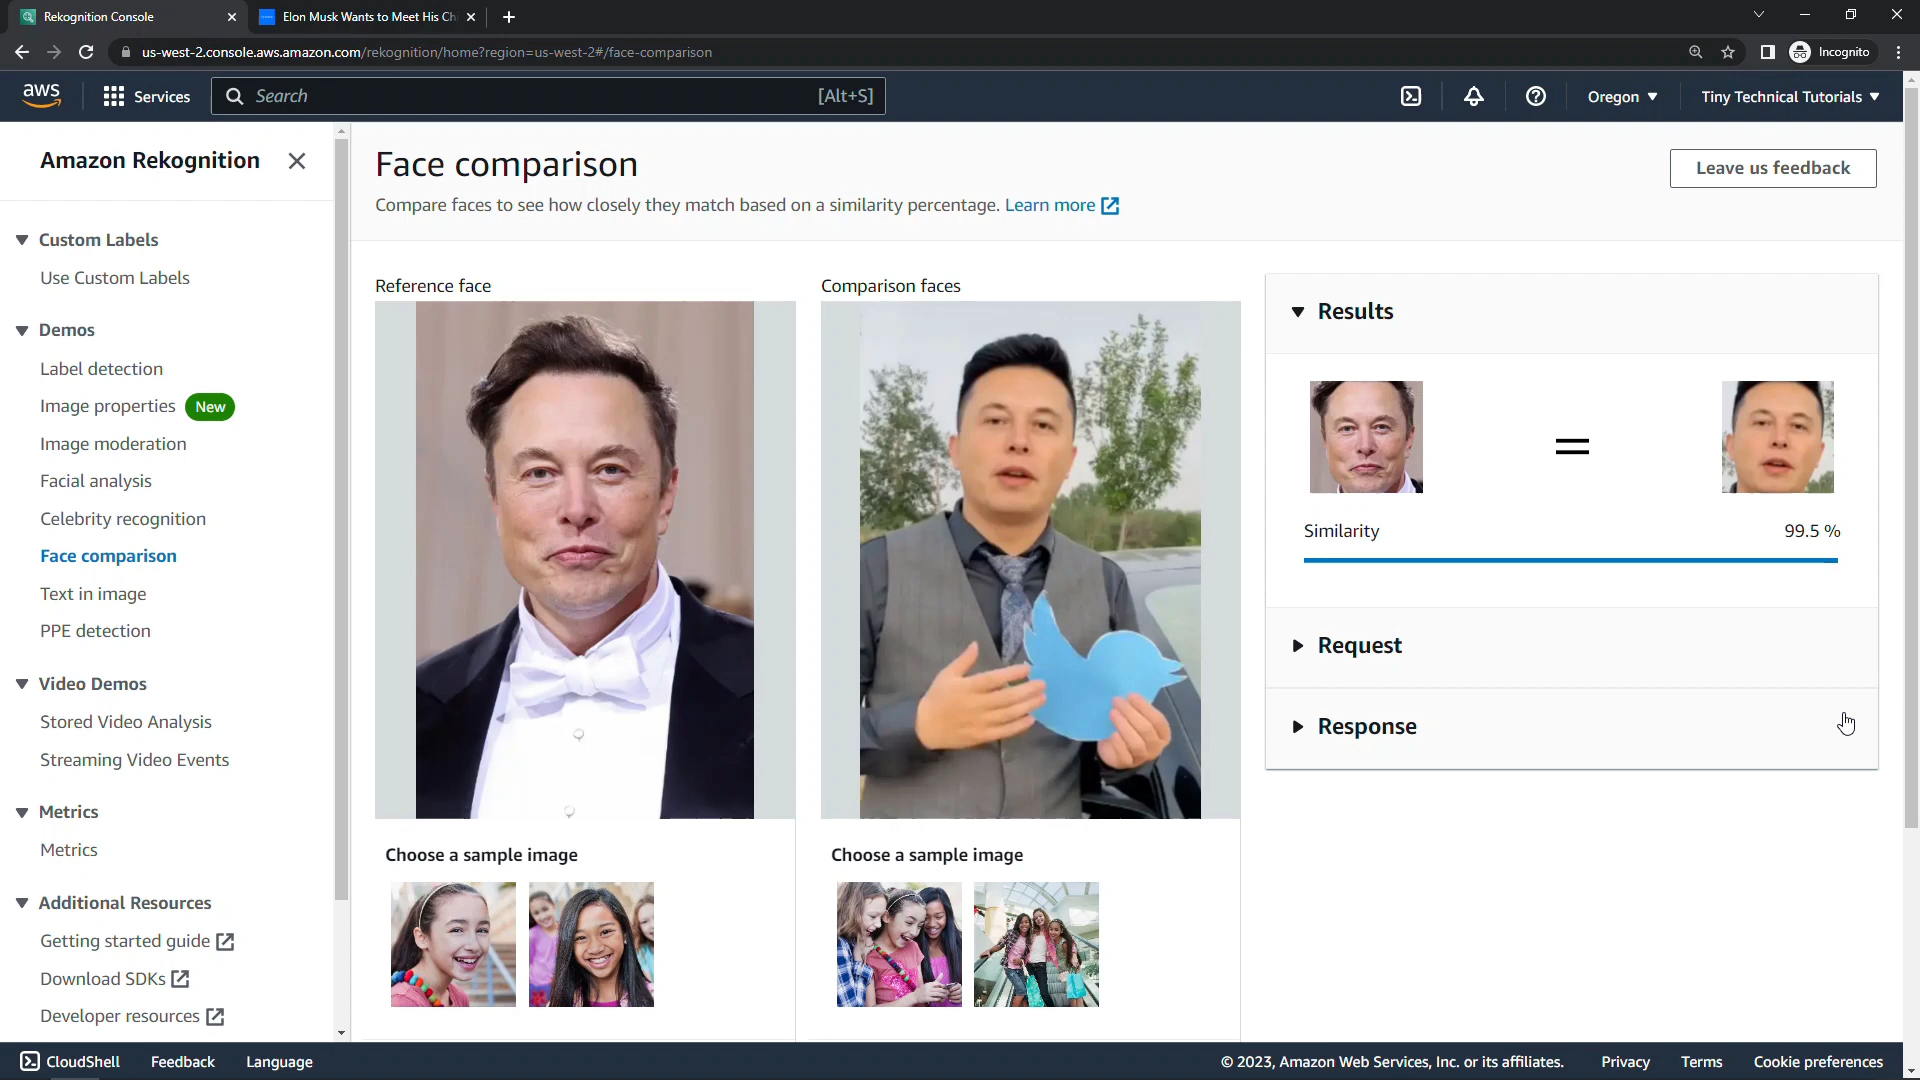 Rekognition Console
Elon Musk Wants to Meet His Ch
us-west-2.console.aws.amazon.com/rekognition/home?region=us-west-2#/face-comparison
Incognito
aws
Services
Search
[Alt+S]
Oregon
Tiny Technical Tutorials
Amazon Rekognition
Custom Labels
Use Custom Labels
Demos
Label detection
Image properties New
Image moderation
Facial analysis
Celebrity recognition
Face comparison
Text in image
PPE detection
Video Demos
Stored Video Analysis
Streaming Video Events
Metrics
Metrics
Additional Resources
Getting started guide
Download SDKs
Developer resources
Face comparison
Compare faces to see how closely they match based on a similarity percentage. Learn more
Leave us feedback
Reference face
Comparison faces
Choose a sample image
Choose a sample image
Results
=
Similarity 99.5 %
Request
Response
CloudShell
Feedback
Language
© 2023, Amazon Web Services, Inc. or its affiliates.
Privacy
Terms
Cookie preferences